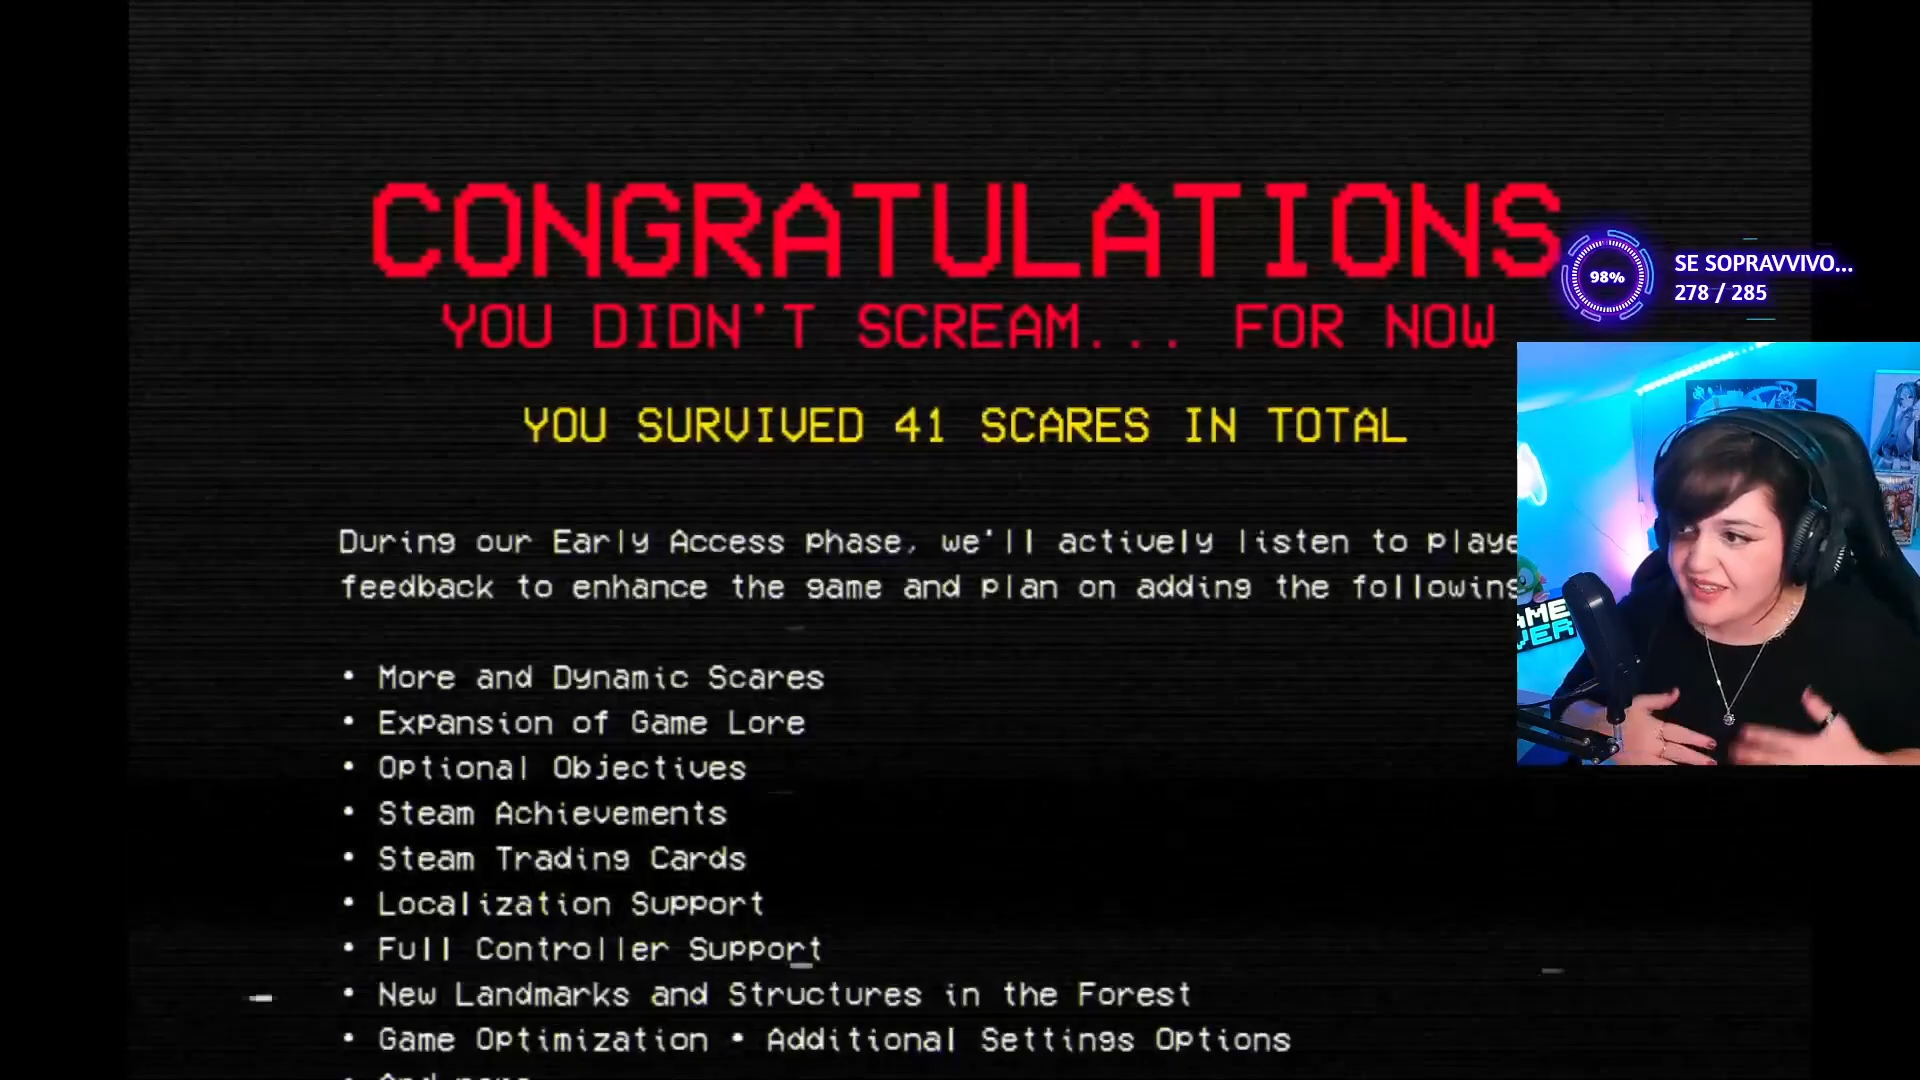 CONGRATULATIONS
YOU DIDN'T SCREAM... FOR NOW
98%
SE SOPRAVVIVO...
278 / 285
YOU SURVIVED 41 SCARES IN TOTAL
During our Early Access phase, we'll actively listen to playe
feedback to enhance the game and plan on adding the following
• More and Dynamic Scares
• Expansion of Game Lore
• Optional Objectives
• Steam Achievements
• Steam Trading Cards
• Localization Support
• Full Controller Support
• New Landmarks and Structures in the Forest
• Game Optimization • Additional Settings Options